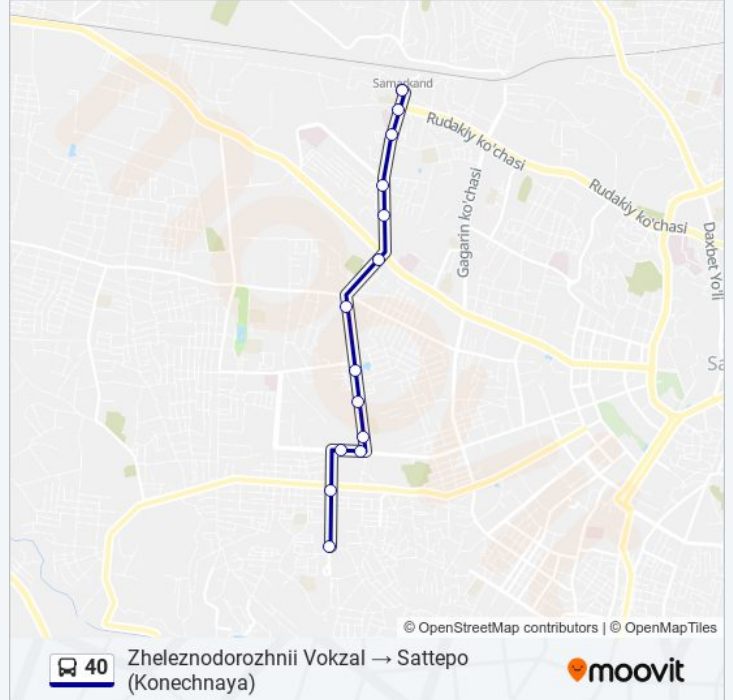 Samarkand
Rudakiy ko'chasi
Gagarin ko'chasi
Rudakiy ko'chasi
Daxbet Yo'li
Sa
© OpenStreetMap contributors | © OpenMapTiles
40
Zheleznodorozhnii Vokzal → Sattepo
(Konechnaya)
moovit